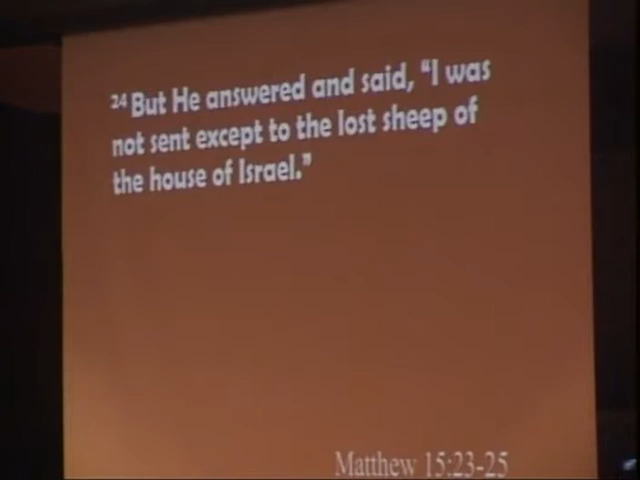 24 But He answered and said, “I was
not sent except to the lost sheep of
the house of Israel.”
Matthew 15:23-25